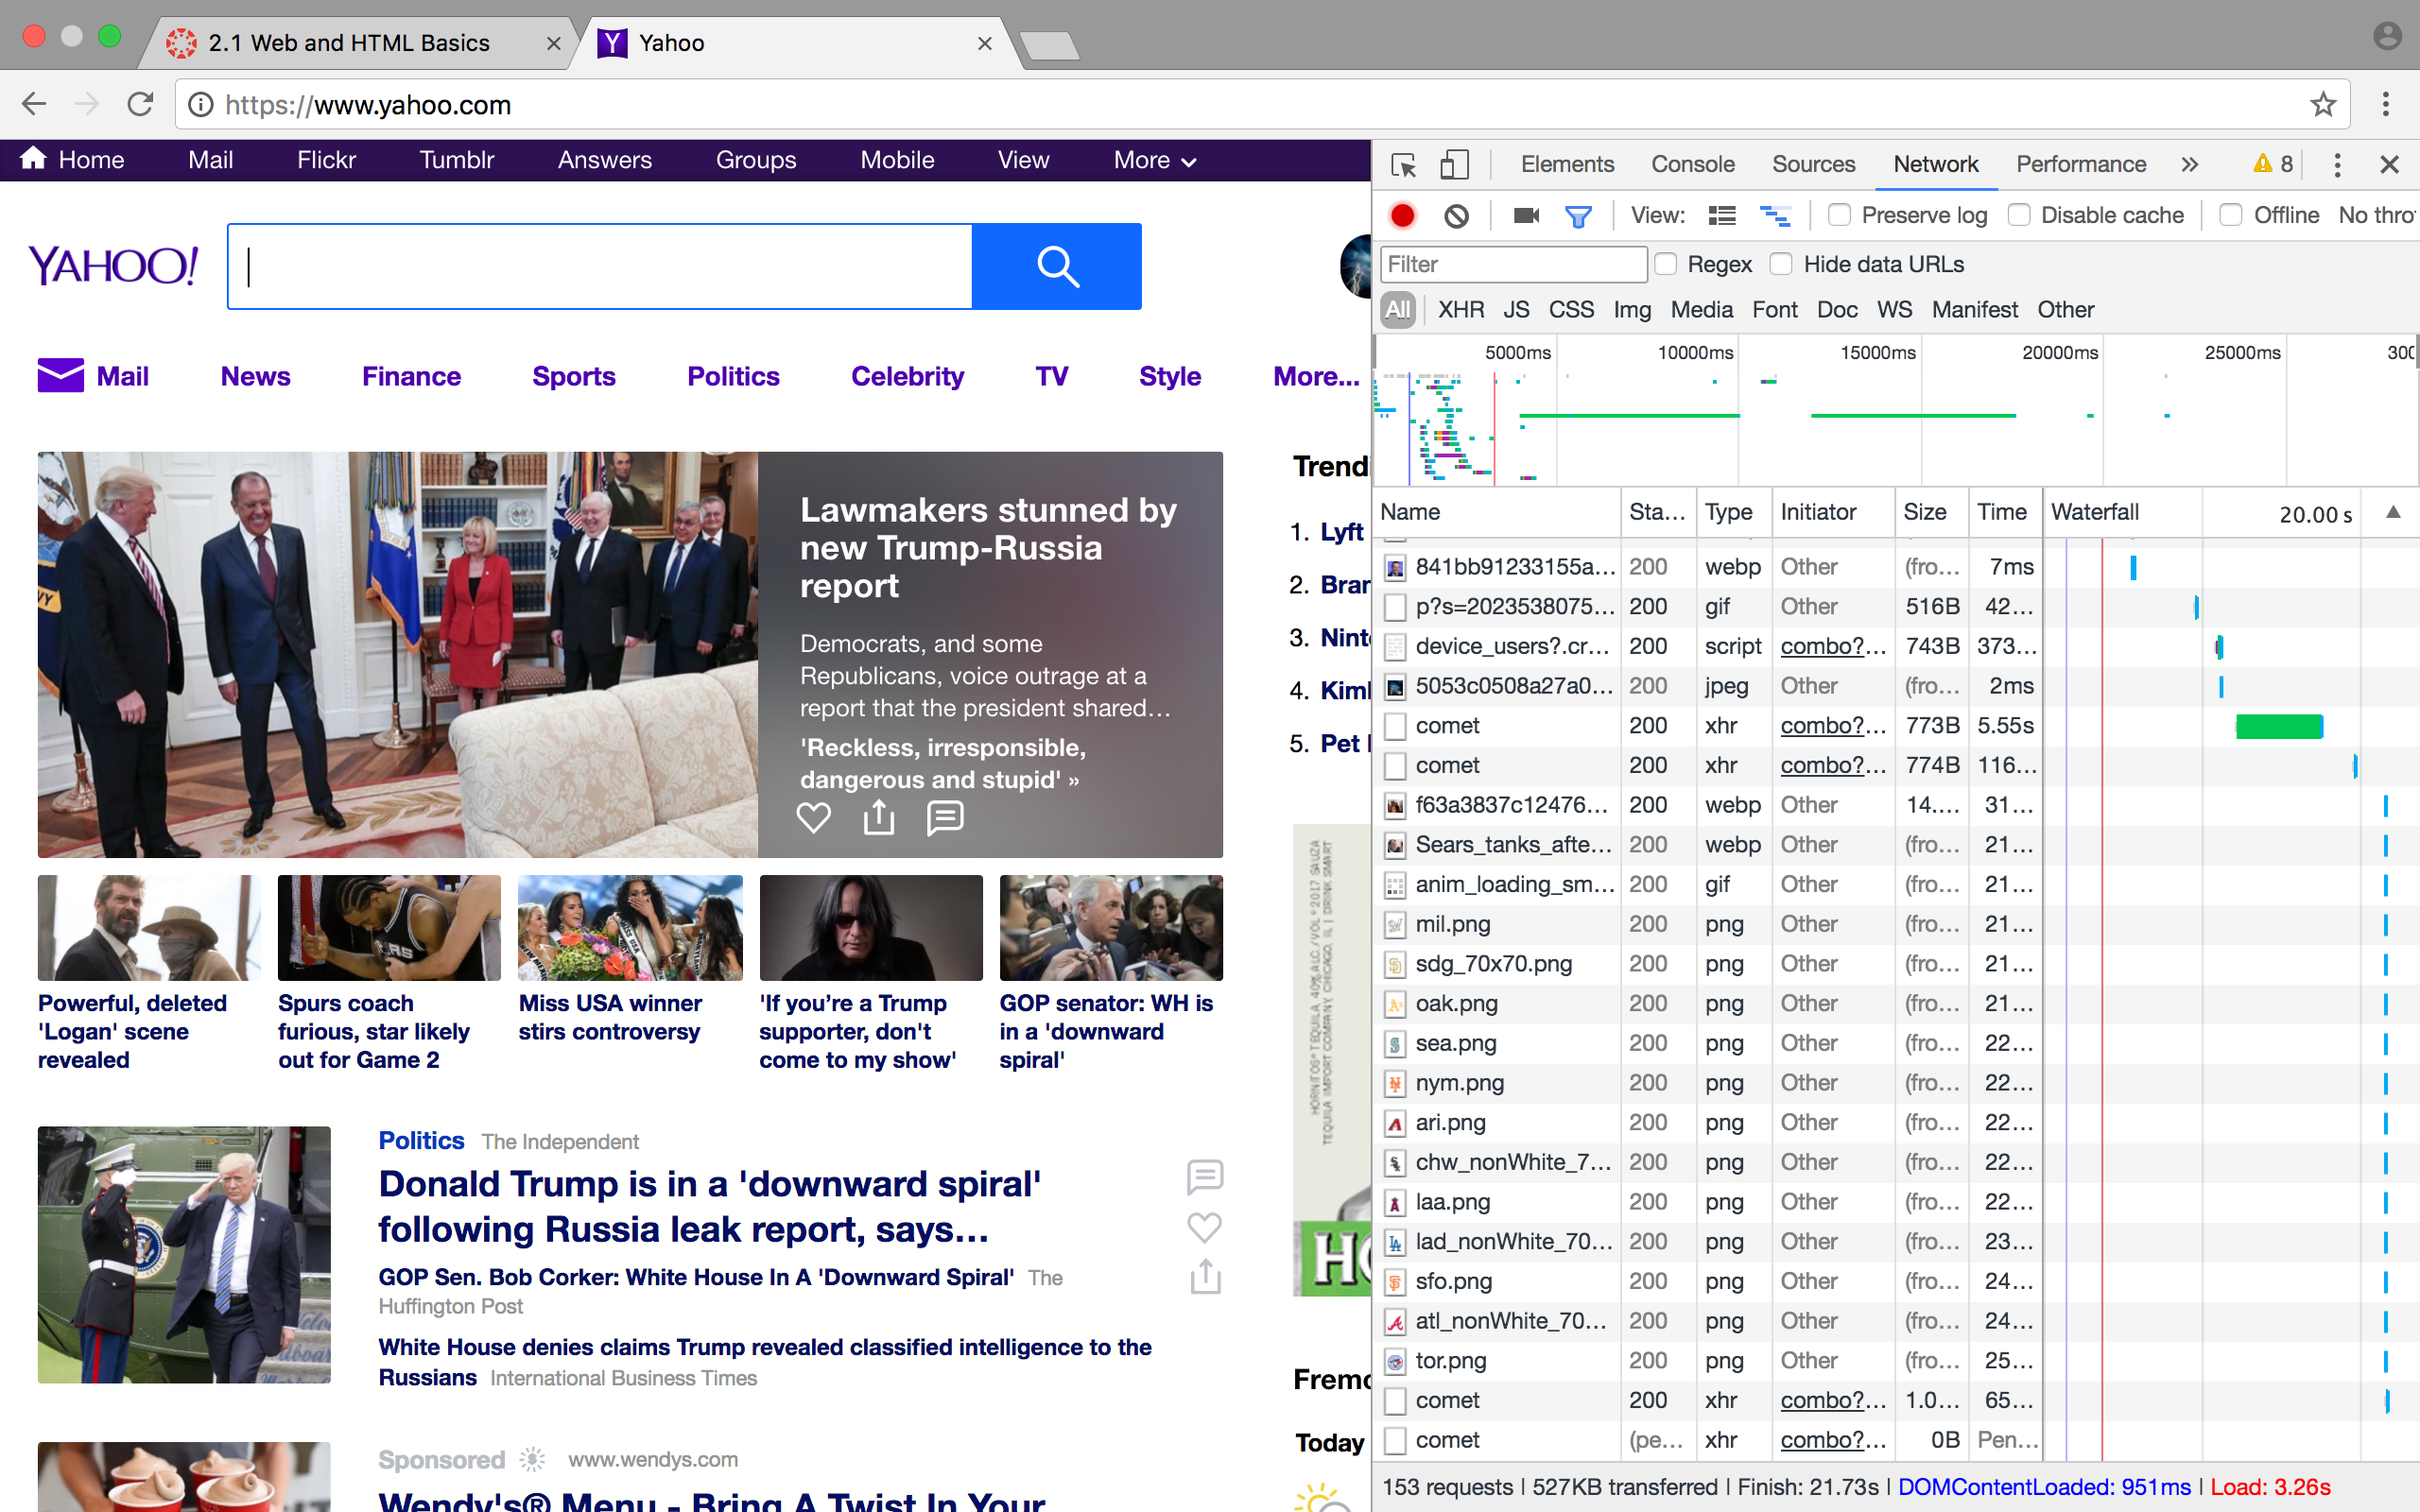 2.1 Web and HTML Basics
Yahoo
https://www.yahoo.com
Home Mail Flickr Tumblr Answers Groups Mobile View More
YAHOO!
Mail News Finance Sports Politics Celebrity TV Style More...
Lawmakers stunned by
new Trump-Russia
report
Democrats, and some
Republicans, voice outrage at a
report that the president shared…
'Reckless, irresponsible,
dangerous and stupid' »
Powerful, deleted
'Logan' scene
revealed
Spurs coach
furious, star likely
out for Game 2
Miss USA winner
stirs controversy
'If you’re a Trump
supporter, don't
come to my show'
GOP senator: WH is
in a 'downward
spiral'
Politics The Independent
Donald Trump is in a 'downward spiral'
following Russia leak report, says…
GOP Sen. Bob Corker: White House In A 'Downward Spiral' The
Huffington Post
White House denies claims Trump revealed classified intelligence to the
Russians International Business Times
Sponsored www.wendys.com
Wendy's® Menu - Bring A Twist In Your
Trendi
1. Lyft
2. Bran
3. Ninte
4. Kiml
5. Pet
HORNITOS® TEQUILA, 40% ALC./VOL. ©2017 SAUZA
TEQUILA IMPORT COMPANY, CHICAGO, IL | DRINK SMART
HO
Fremo
Today
Elements Console Sources Network Performance » 8
View: Preserve log Disable cache Offline No thro
Filter Regex Hide data URLs
All XHR JS CSS Img Media Font Doc WS Manifest Other
5000ms 10000ms 15000ms 20000ms 25000ms 300
Name Sta… Type Initiator Size Time Waterfall 20.00 s
841bb91233155a… 200 webp Other (fro… 7ms
p?s=2023538075… 200 gif Other 516B 42…
device_users?.cr… 200 script combo?… 743B 373…
5053c0508a27a0… 200 jpeg Other (fro… 2ms
comet 200 xhr combo?… 773B 5.55s
comet 200 xhr combo?… 774B 116…
f63a3837c12476… 200 webp Other 14.… 31…
Sears_tanks_afte… 200 webp Other (fro… 21…
anim_loading_sm… 200 gif Other (fro… 21…
mil.png 200 png Other (fro… 21…
sdg_70x70.png 200 png Other (fro… 21…
oak.png 200 png Other (fro… 21…
sea.png 200 png Other (fro… 22…
nym.png 200 png Other (fro… 22…
ari.png 200 png Other (fro… 22…
chw_nonWhite_7… 200 png Other (fro… 22…
laa.png 200 png Other (fro… 22…
lad_nonWhite_70… 200 png Other (fro… 23…
sfo.png 200 png Other (fro… 24…
atl_nonWhite_70… 200 png Other (fro… 24…
tor.png 200 png Other (fro… 25…
comet 200 xhr combo?… 1.0… 65…
comet (pe… xhr combo?… 0B Pen…
153 requests | 527KB transferred | Finish: 21.73s | DOMContentLoaded: 951ms | Load: 3.26s